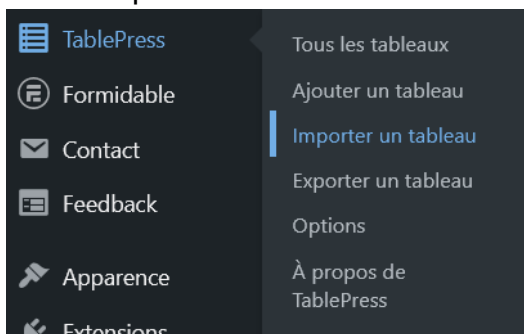 TablePress
Formidable
Contact
Feedback
Apparence
Extensions
Tous les tableaux
Ajouter un tableau
Importer un tableau
Exporter un tableau
Options
À propos de
TablePress